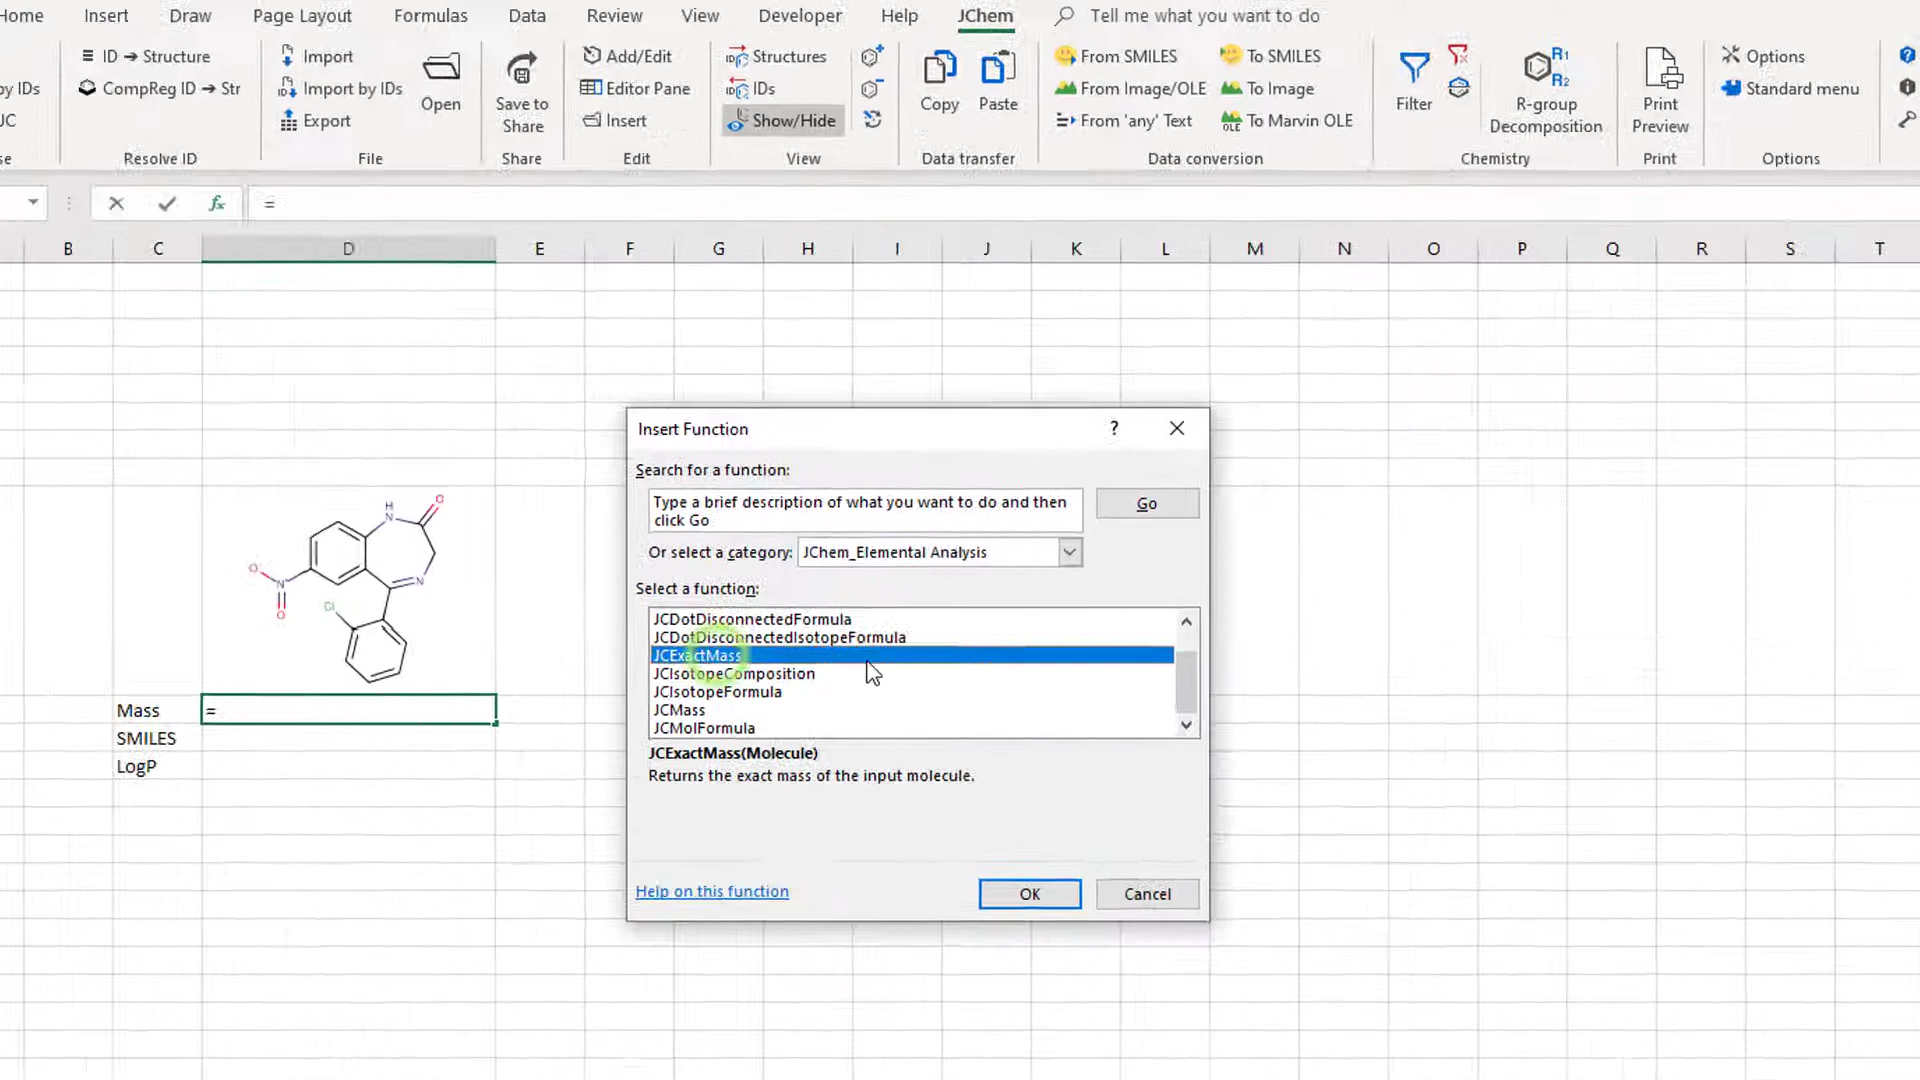 Home Insert Draw Page Layout Formulas Data Review View Developer Help JChem Tell me what you want to do
ID → Structure Import Add/Edit Structures From SMILES To SMILES Options
by IDs CompReg ID → Str Import by IDs Open Save to Share Editor Pane IDs Copy Paste From Image/OLE To Image Filter R-group Decomposition R1 R2 Print Preview Standard menu
JC Export Insert Show/Hide From 'any' Text OLE To Marvin OLE
se Resolve ID File Share Edit View Data transfer Data conversion Chemistry Print Options
fx =
B C D E F G H I J K L M N O P Q R S T
Insert Function ?
Search for a function:
Type a brief description of what you want to do and then
click Go
Go
Or select a category: JChem_Elemental Analysis
Select a function:
JCDotDisconnectedFormula
JCDotDisconnectedIsotopeFormula
JCExactMass
JCIsotopeComposition
JCIsotopeFormula
JCMass
JCMolFormula
JCExactMass(Molecule)
Returns the exact mass of the input molecule.
Help on this function OK Cancel
H
N O
O⁻
N⁺ N
O Cl
Mass =
SMILES
LogP